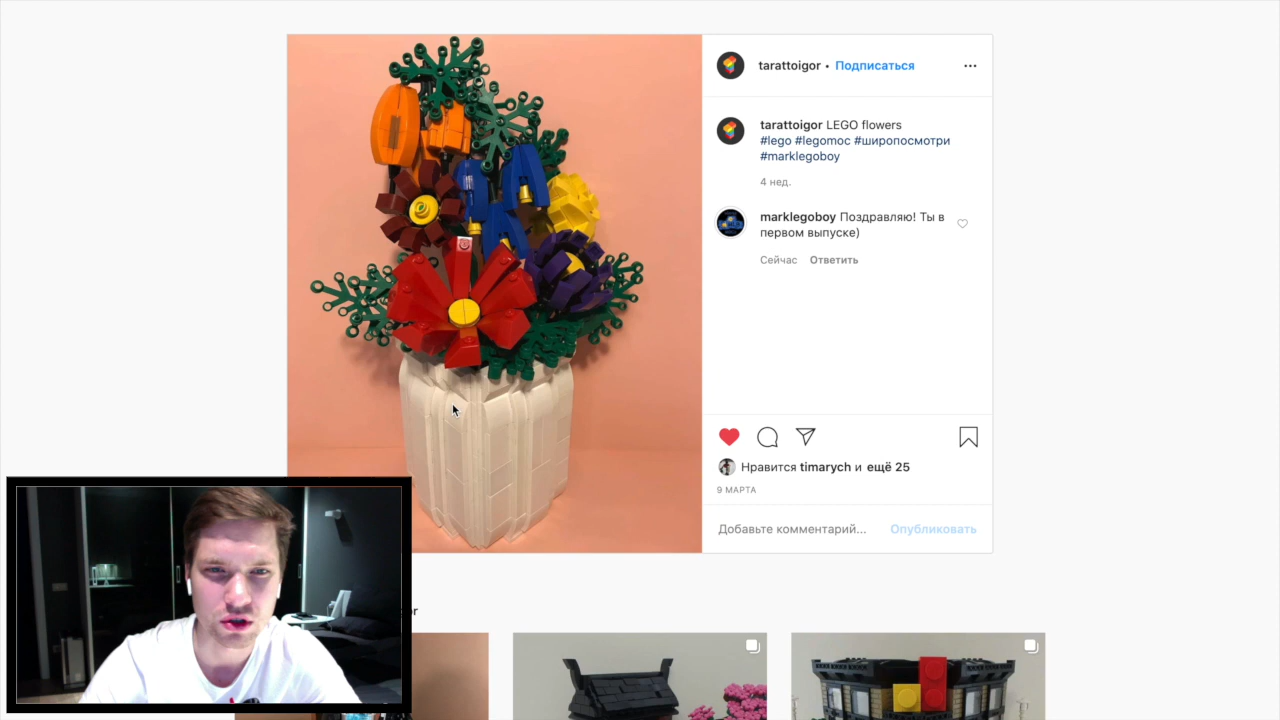 tarattoigor • Подписаться
tarattoigor LEGO flowers
#lego #legomoc #широпосмотри
#marklegoboy
4 нед.
marklegoboy Поздравляю! Ты в
первом выпуске)
Сейчас Ответить
Нравится timarych и ещё 25
9 МАРТА
Добавьте комментарий... Опубликовать